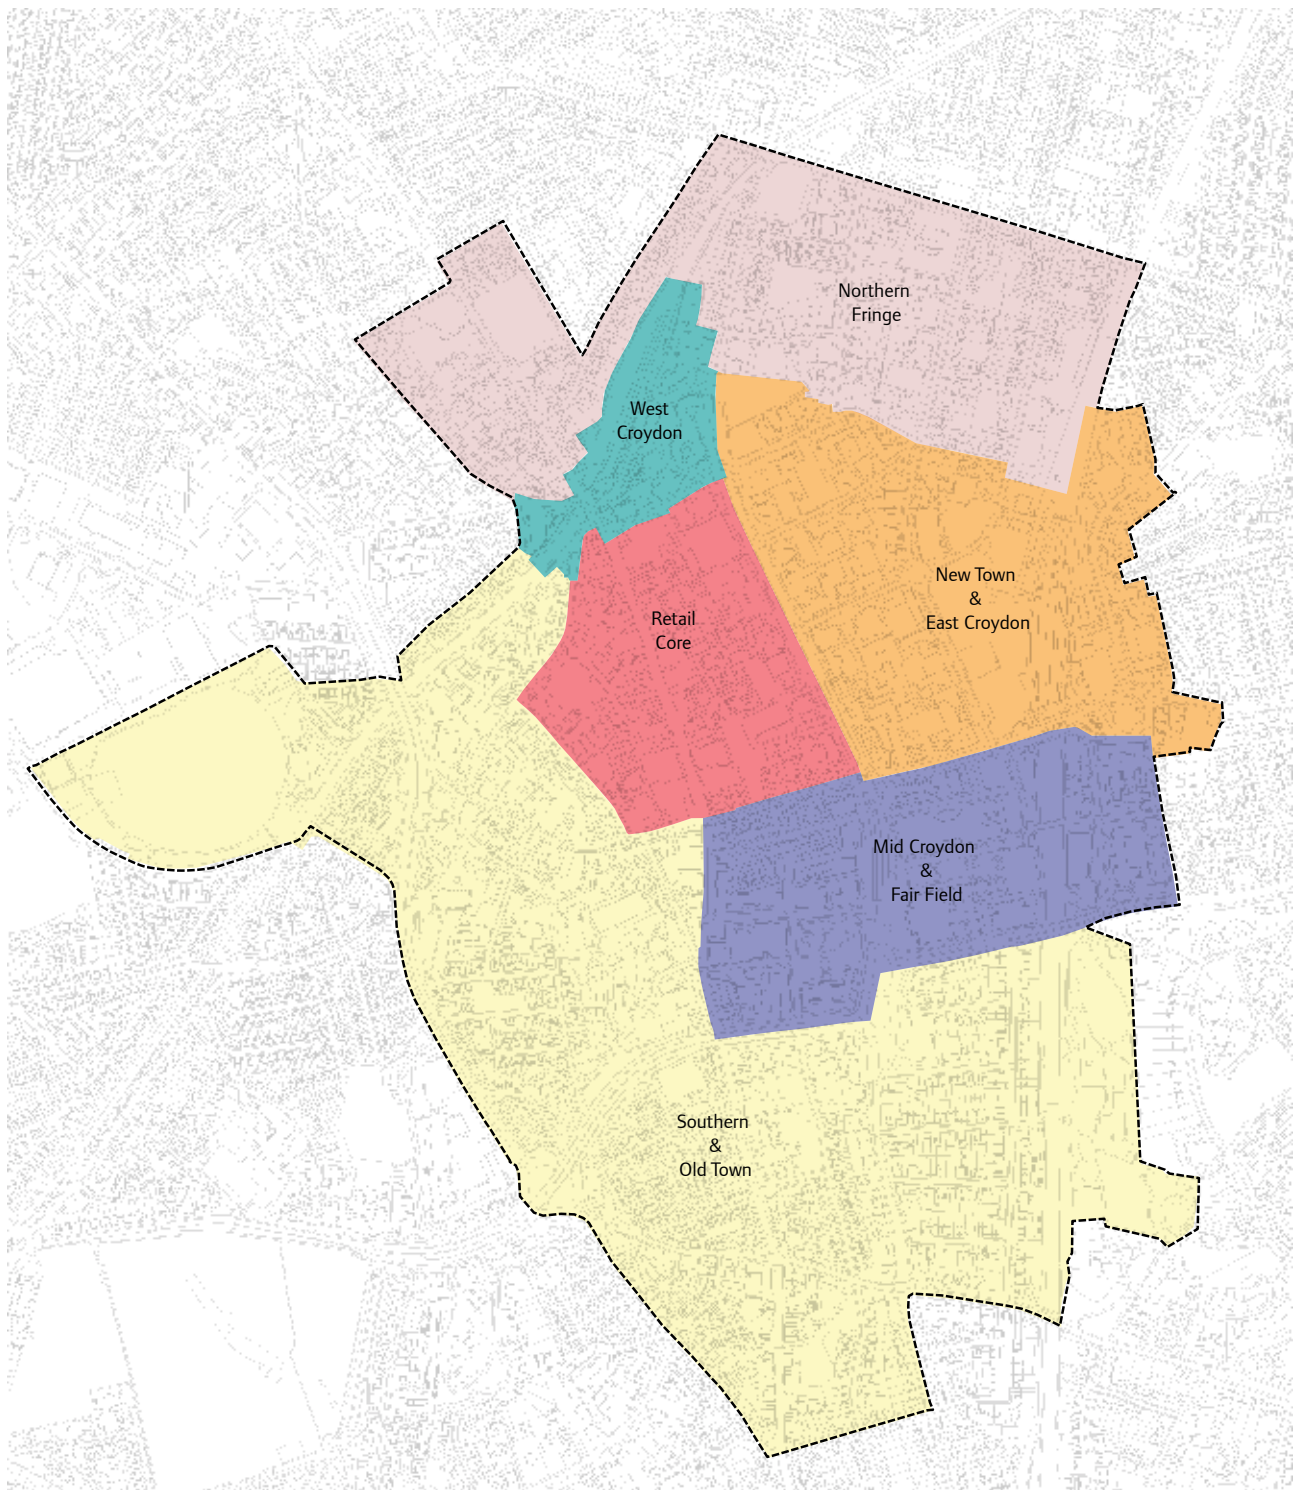 Northern
Fringe
West
Croydon
New Town
&
East Croydon
Retail
Core
Mid Croydon
&
Fair Field
Southern
&
Old Town